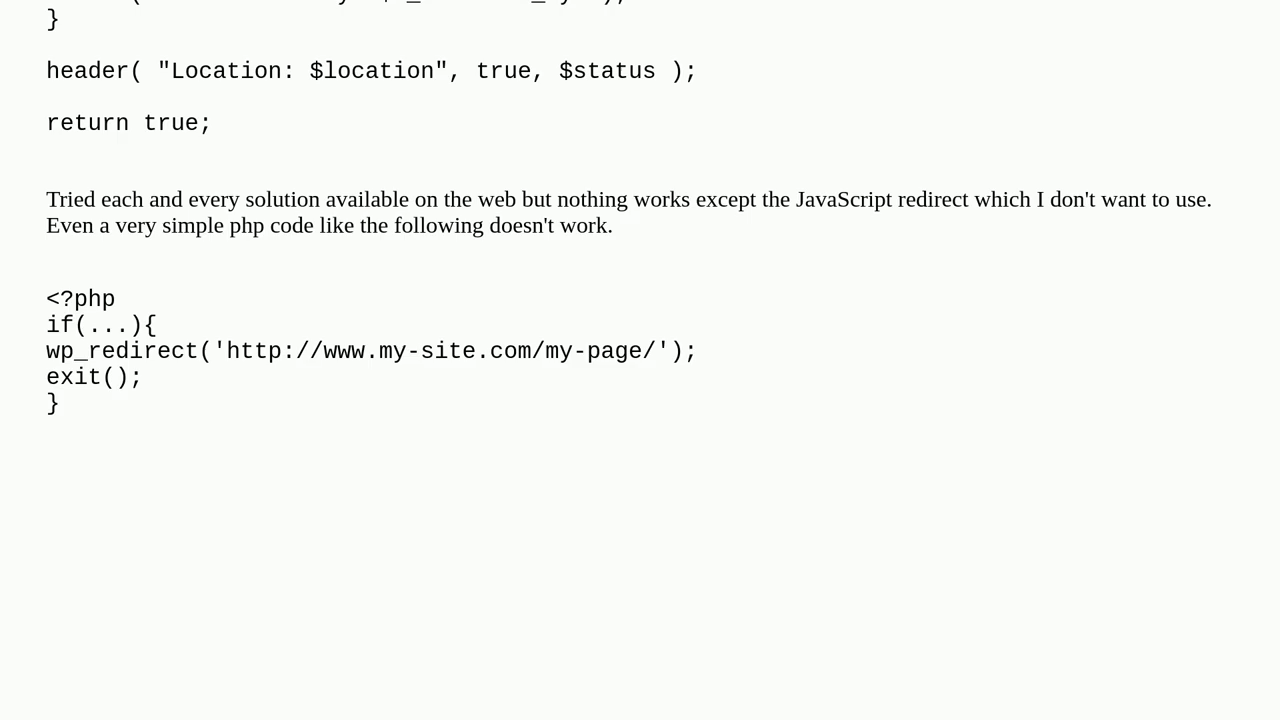 }
header( "Location: $location", true, $status );
return true;
Tried each and every solution available on the web but nothing works except the JavaScript redirect which I don't want to use.
Even a very simple php code like the following doesn't work.
<?php
if(...){
wp_redirect('http://www.my-site.com/my-page/');
exit();
}